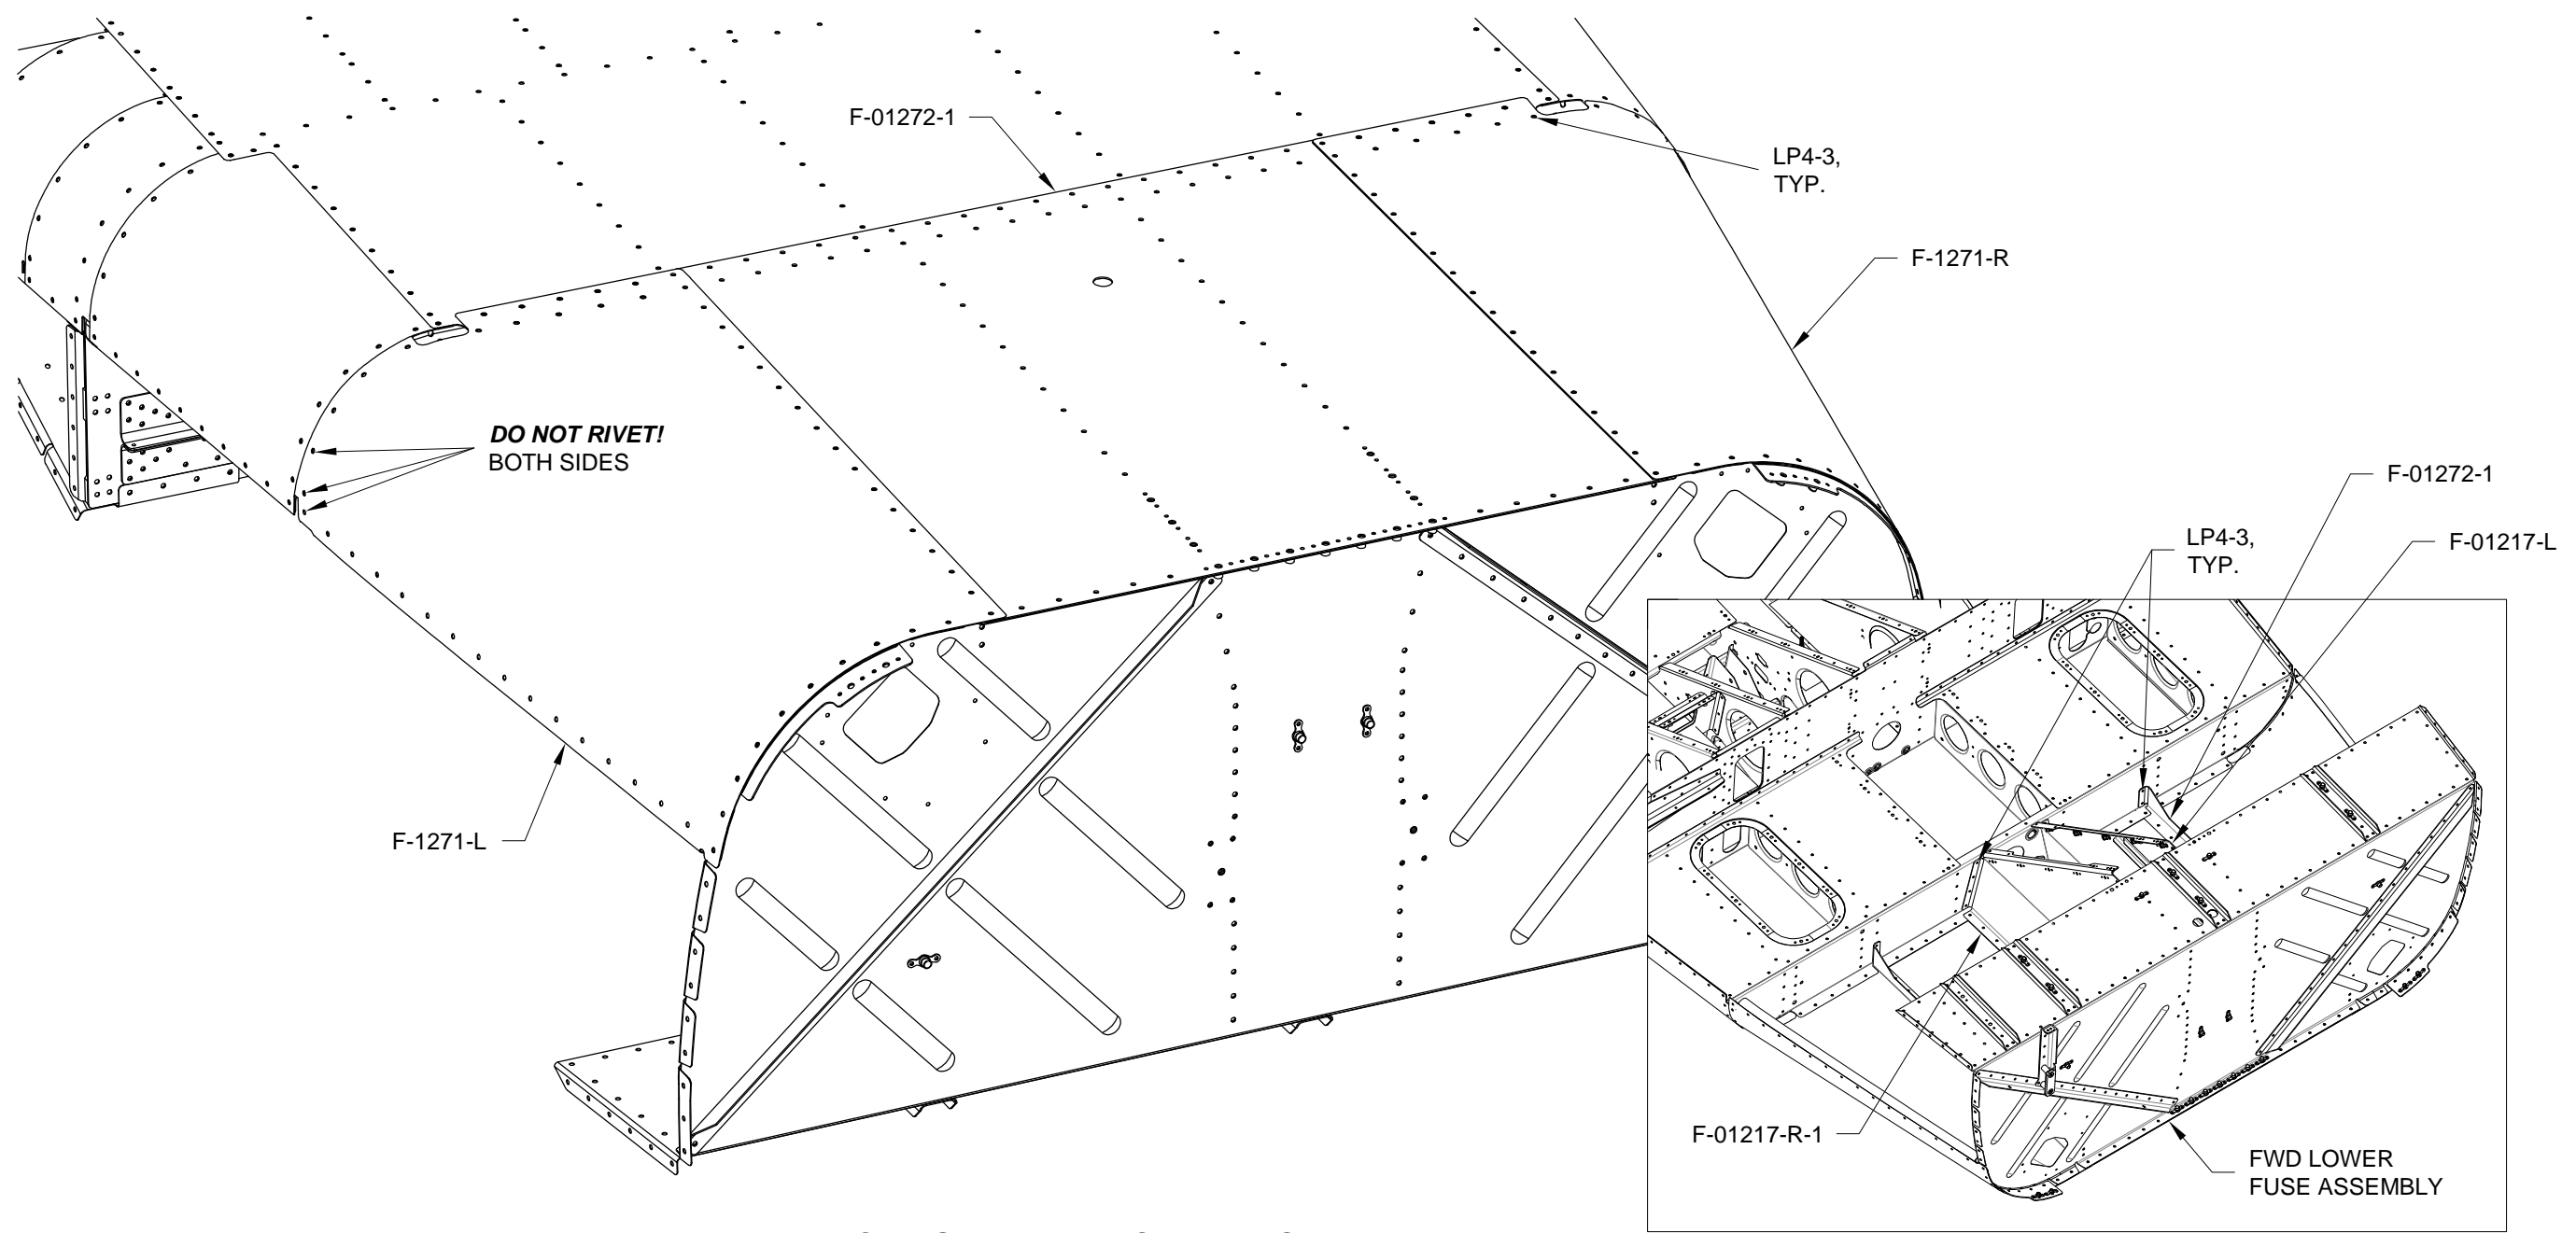 F-01272-1
LP4-3,
TYP.
F-1271-R
DO NOT RIVET!
BOTH SIDES
F-01272-1
LP4-3,
TYP.
F-01217-L
F-1271-L
F-01217-R-1
FWD LOWER
FUSE ASSEMBLY